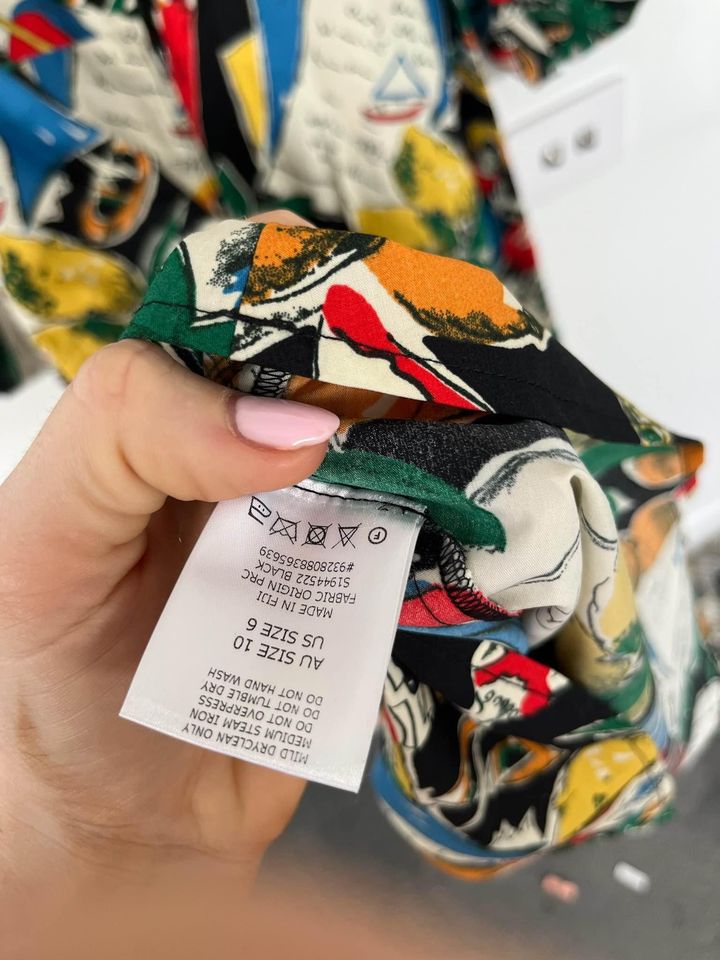 MILD DRYCLEAN ONLY
MEDIUM STEAM IRON
DO NOT OVERPRESS
DO NOT TUMBLE DRY
DO NOT HAND WASH
AU SIZE 10
US SIZE 6
MADE IN FIJI
FABRIC ORIGIN PRC
S1944522 BLACK
#9328088365639
F